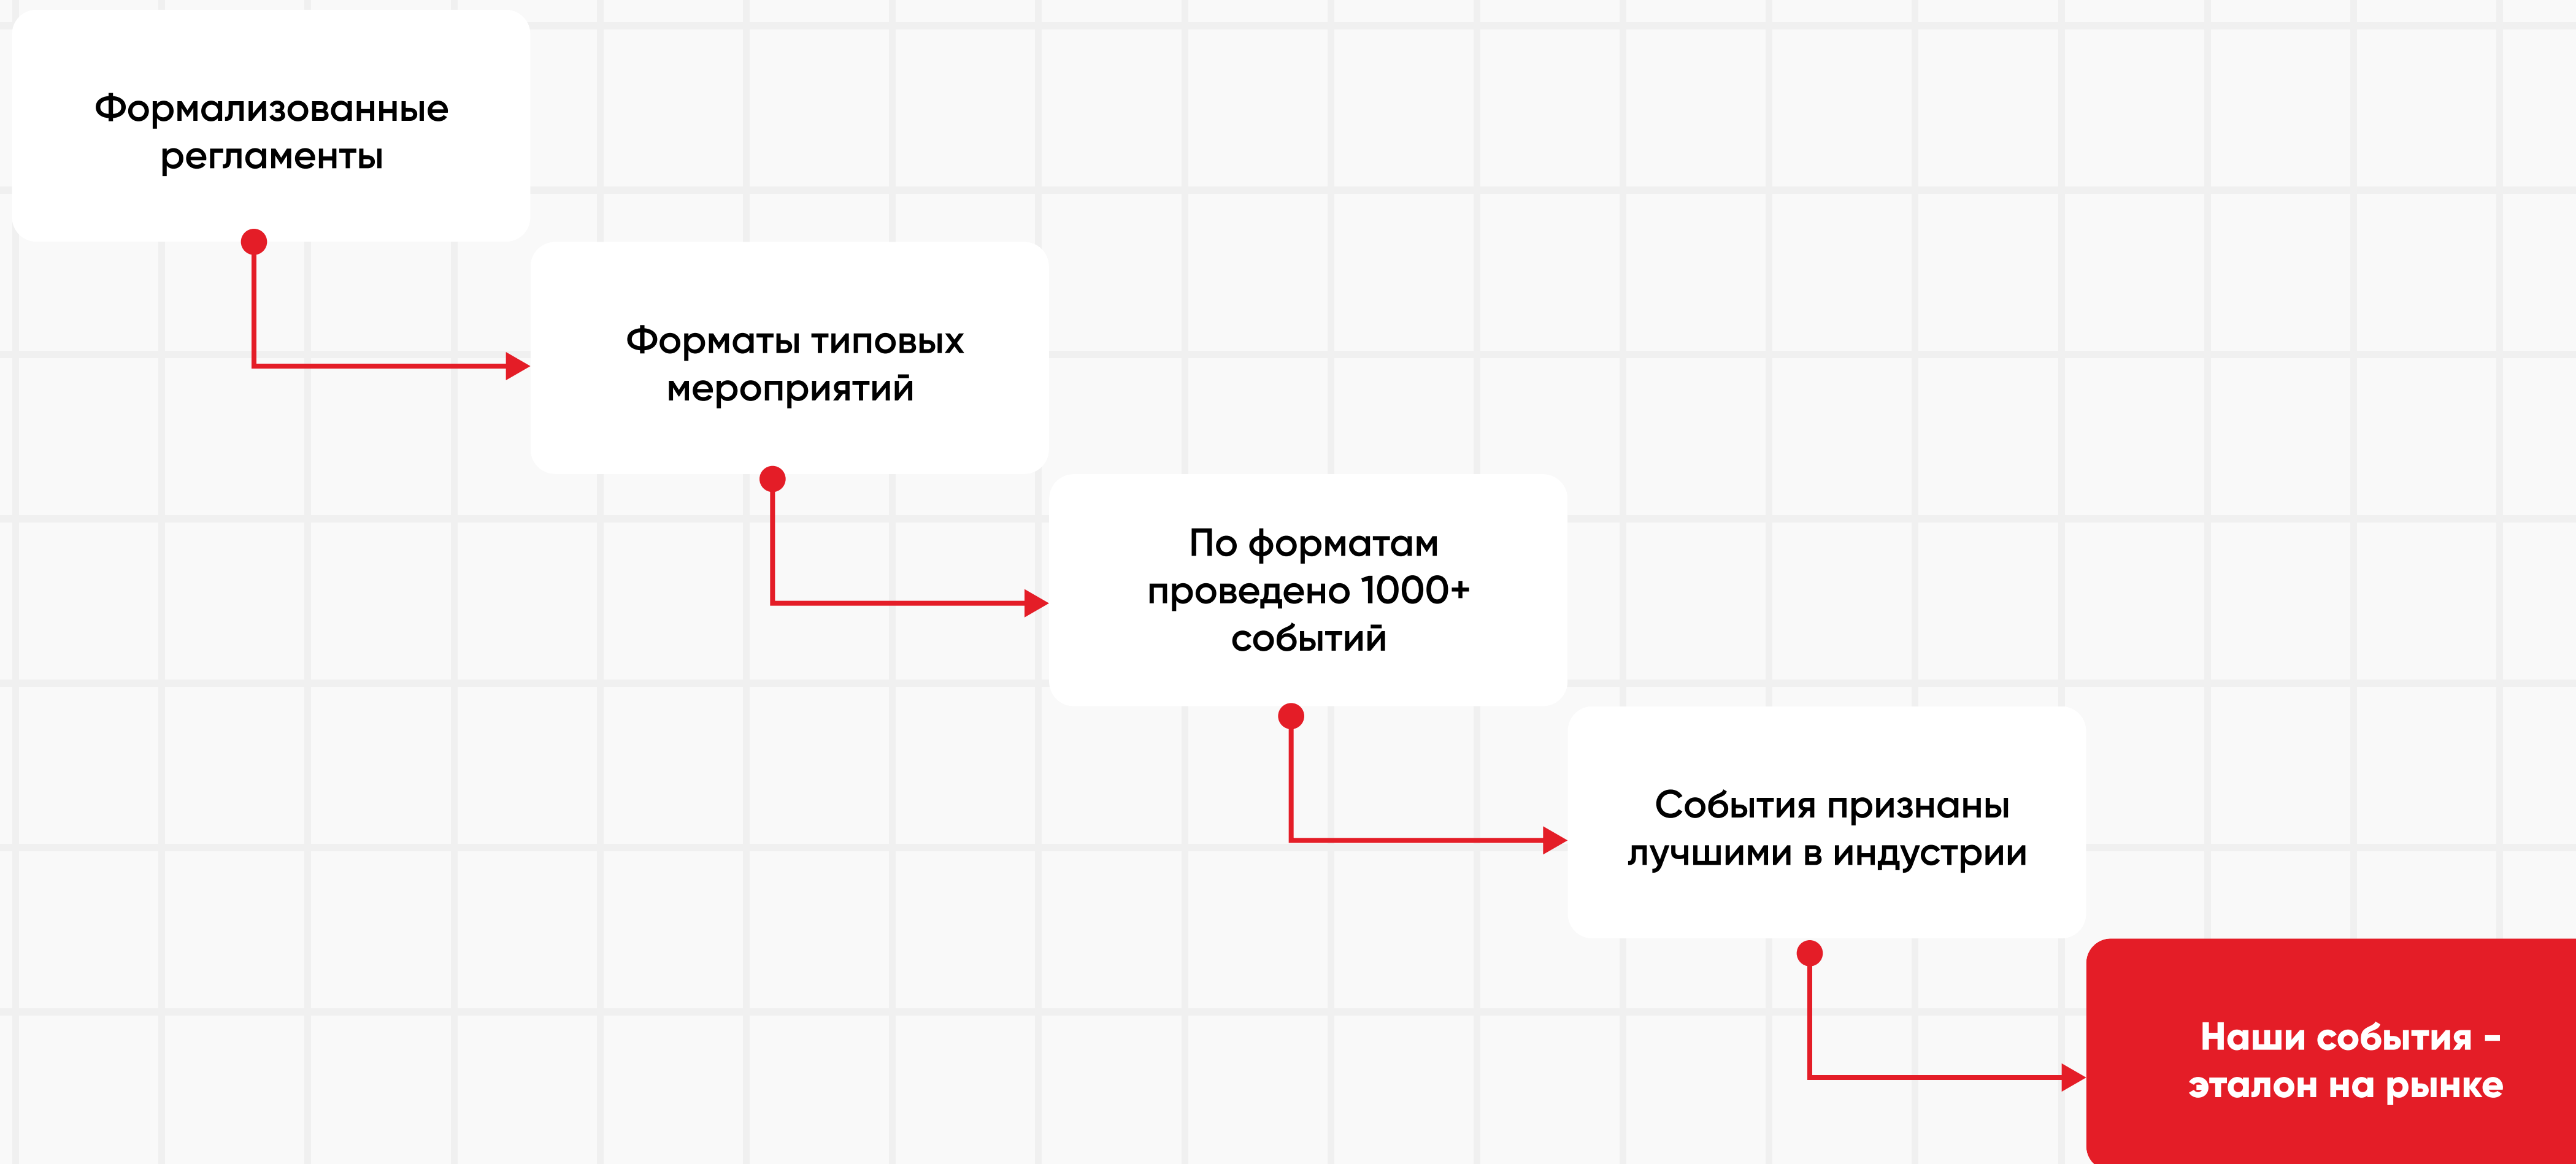 Формализованные
регламенты
Форматы типовых
мероприятий
По форматам
проведено 1000+
событий
События признаны
лучшими в индустрии
Наши события -
эталон на рынке